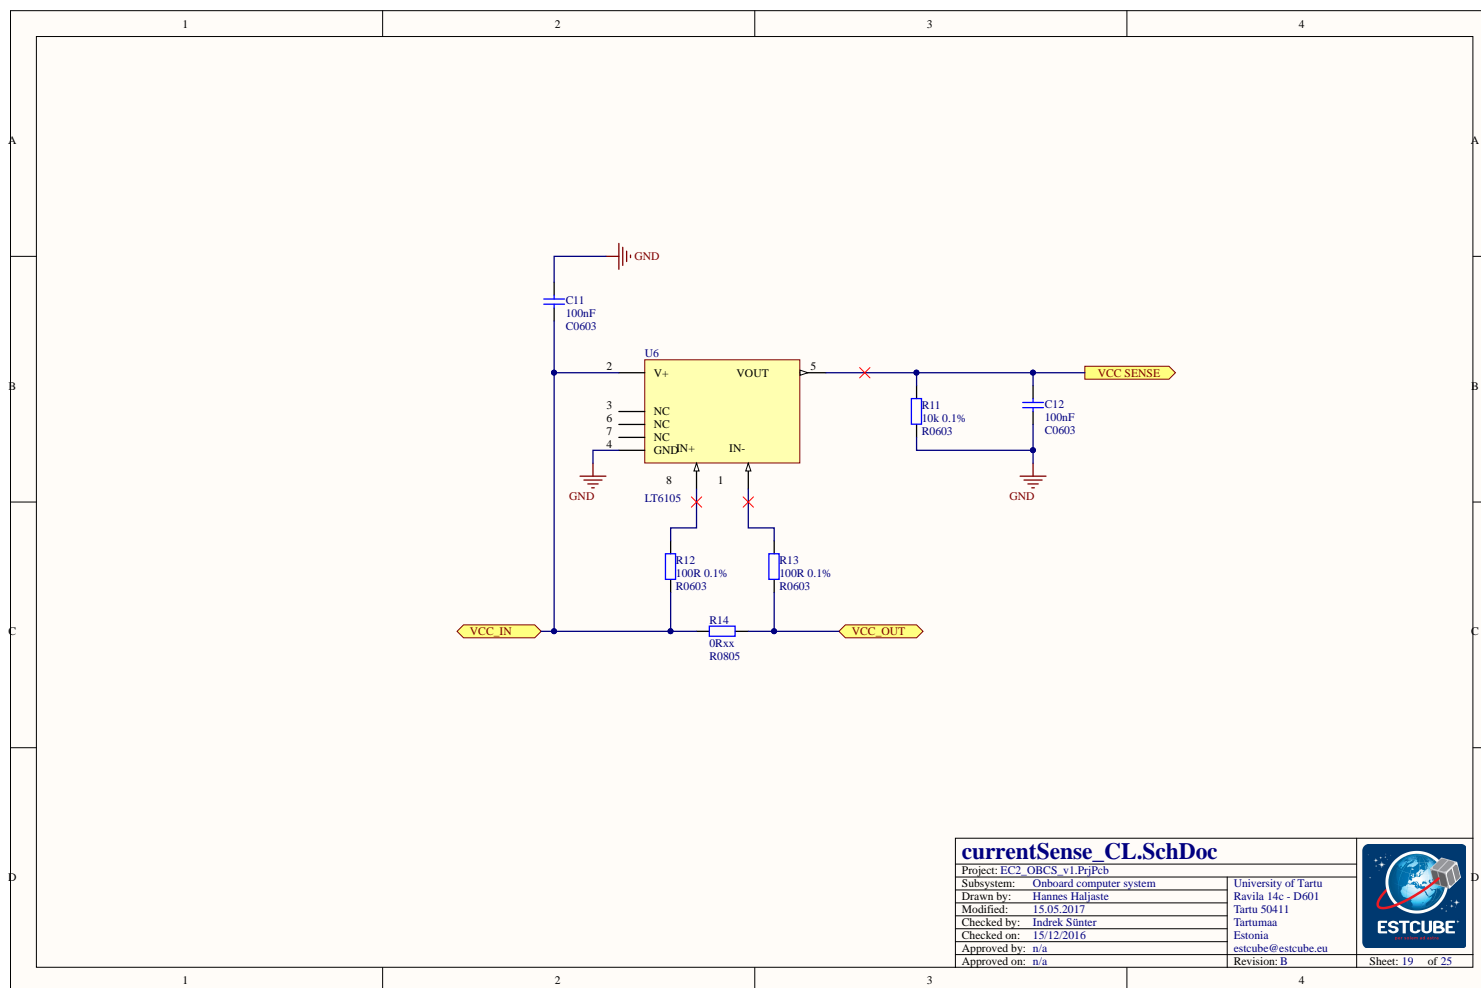 1 2 3 4
A A
GND
C11
100nF
C0603
U6
2 V+ VOUT 5
VCC SENSE
B B
3 NC
6 NC
7 NC
4 GND IN+ IN-
R11
10k 0.1%
R0603
C12
100nF
C0603
8 1
GND
LT6105
GND
R12
100R 0.1%
R0603
R13
100R 0.1%
R0603
R14
C VCC_IN VCC_OUT C
0Rxx
R0805
currentSense_CL.SchDoc
Project: EC2_OBCS_v1.PrjPcb
Subsystem: Onboard computer system
Drawn by: Hannes Haljaste
Modified: 15.05.2017
Checked by: Indrek Sünter
Checked on: 15/12/2016
Approved by: n/a
Approved on: n/a
University of Tartu
Ravila 14c - D601
Tartu 50411
Tartumaa
Estonia
estcube@estcube.eu
Revision: B
ESTCUBE
Sheet: 19 of 25
D D
1 2 3 4